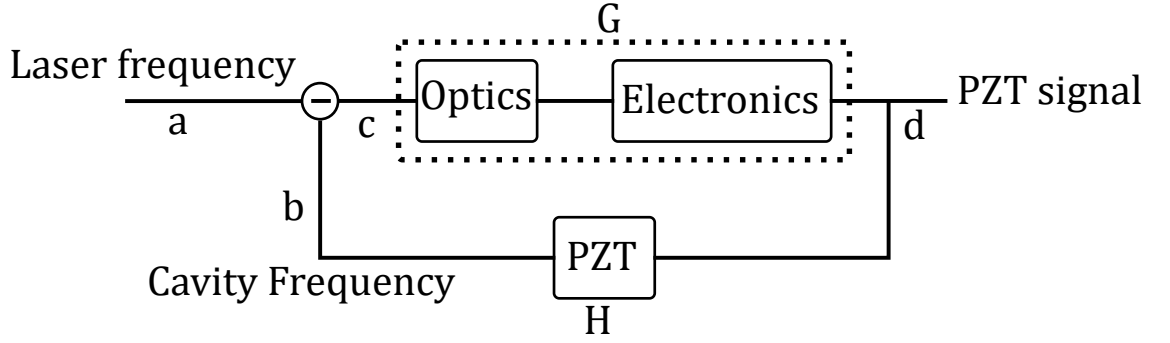 G
Laser frequency
−
Optics
Electronics
PZT signal
a
c
d
b
PZT
Cavity Frequency
H